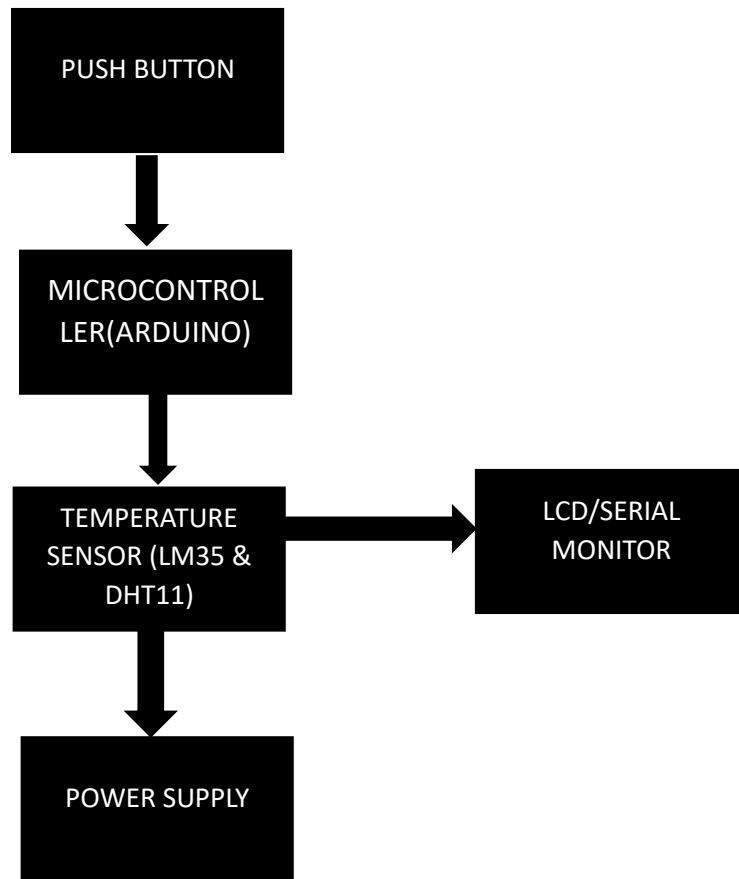 PUSH BUTTON
MICROCONTROL
LER(ARDUINO)
TEMPERATURE
SENSOR (LM35 &
DHT11)
LCD/SERIAL
MONITOR
POWER SUPPLY